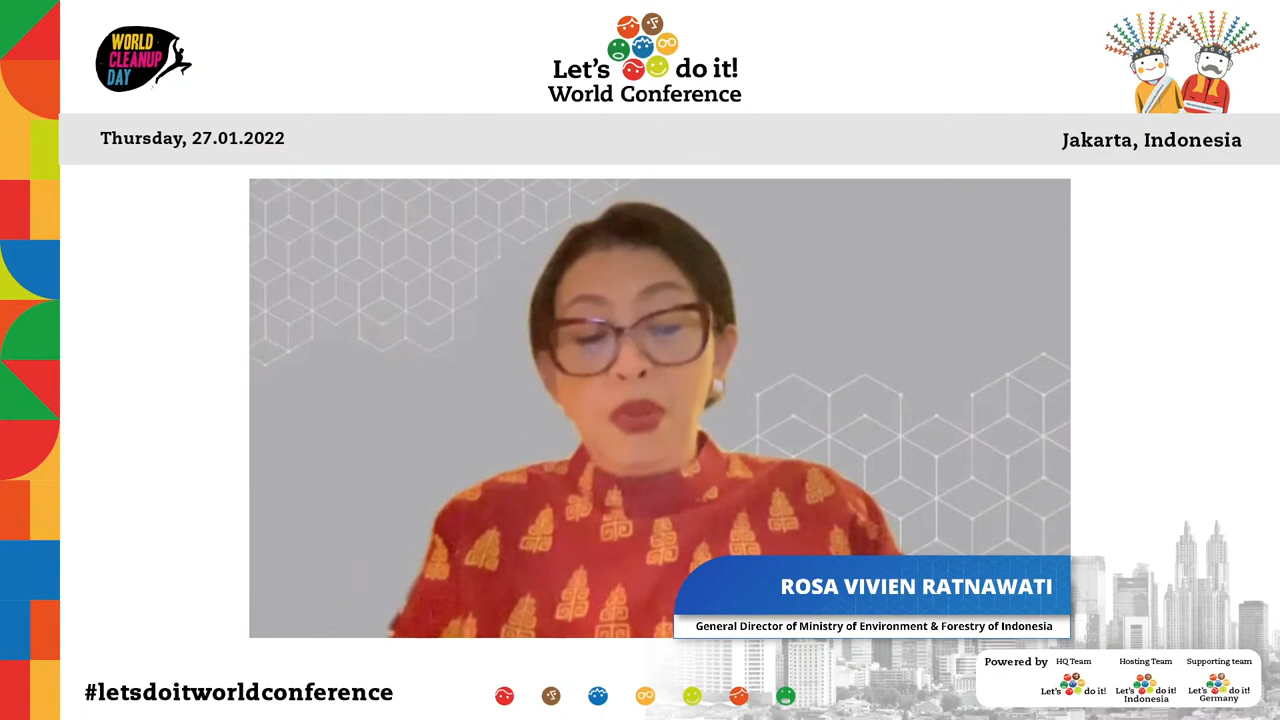 WORLD
CLEANUP
DAY
Let's do it!
World Conference
Thursday, 27.01.2022
Jakarta, Indonesia
ROSA VIVIEN RATNAWATI
General Director of Ministry of Environment & Forestry of Indonesia
#letsdoitworldconference
Powered by
HQ Team
Hosting Team
Supporting team
Let's do it!
Let's do it!
Indonesia
Let's do it!
Germany